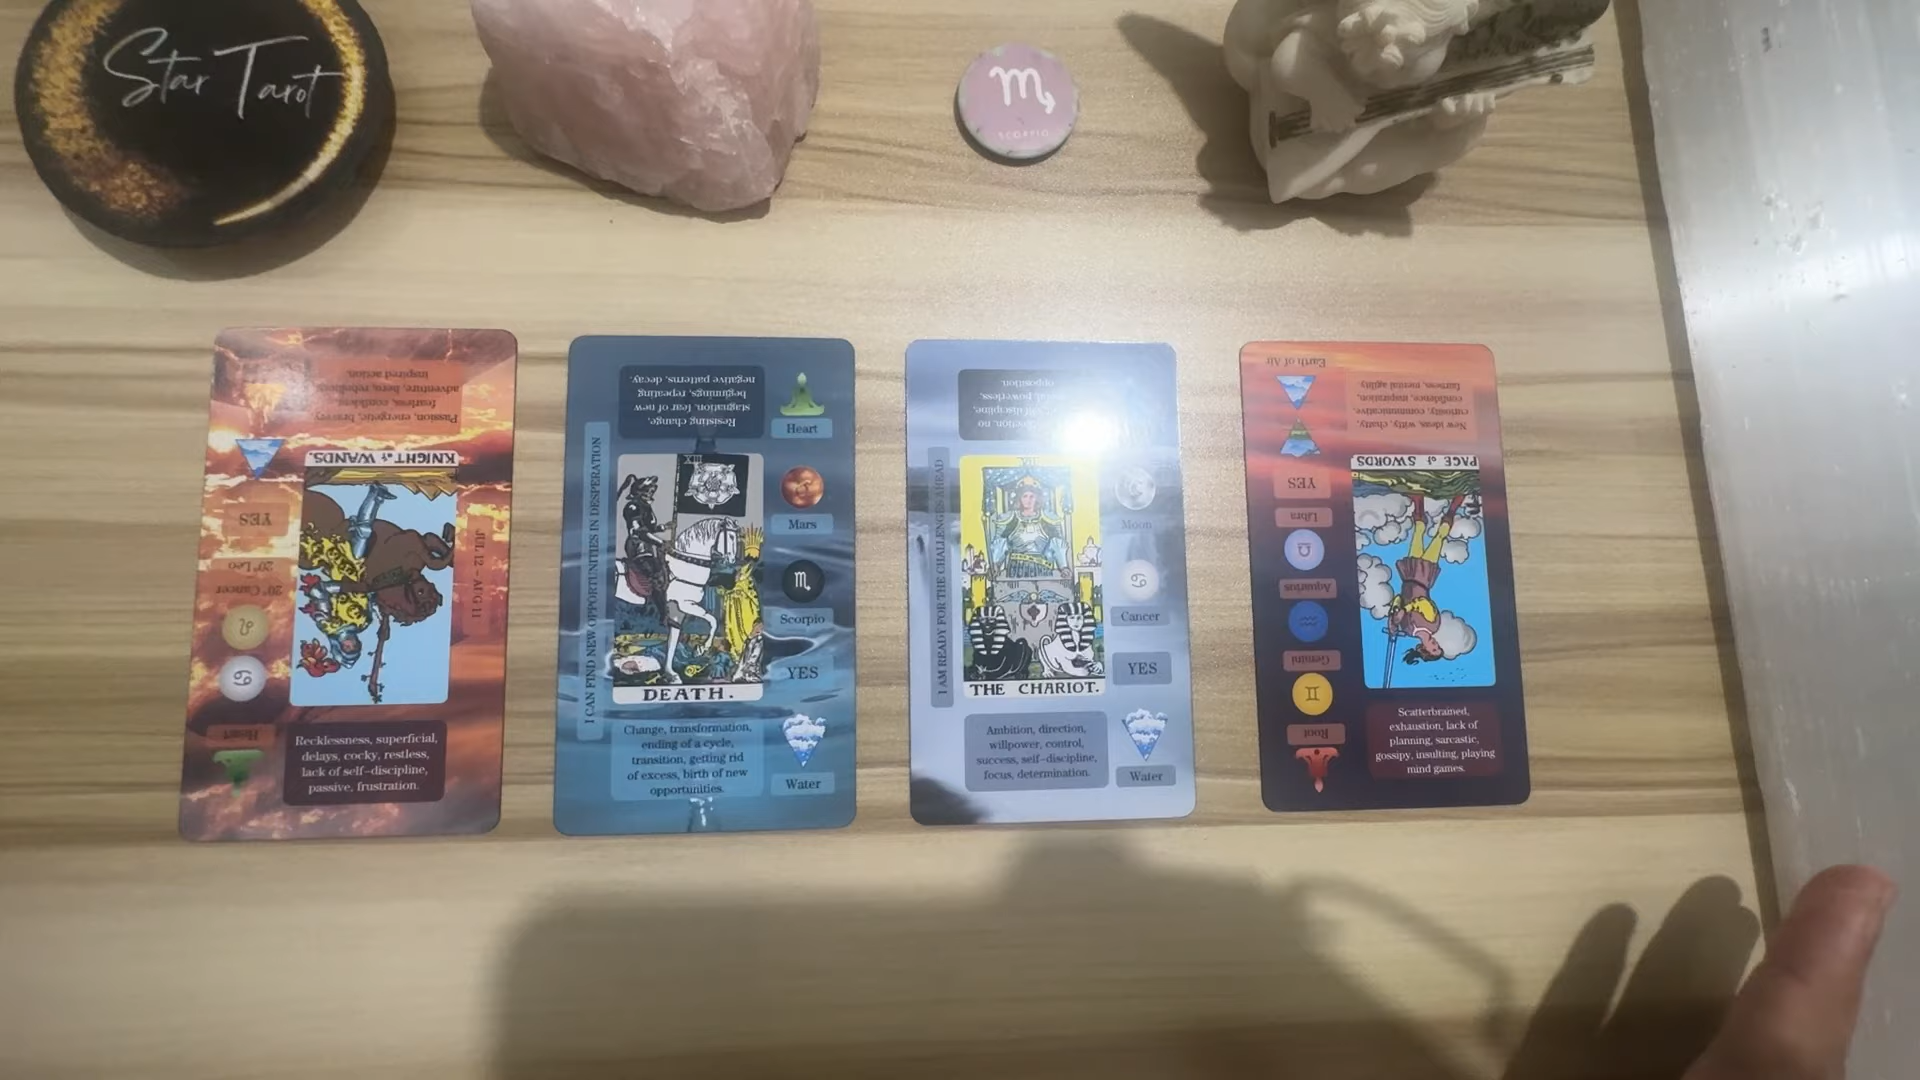 Star Tarot
SCORPIO
Passion, energetic, bravery
fearless, confident,
adventure, hero, rebellious
inspired action.
KNIGHT of WANDS.
YES
20° Leo
20° Cancer
JUL 12 - AUG 11
Heart
Recklessness, superficial,
delays, cocky, restless,
lack of self-discipline,
passive, frustration.
Resisting change,
stagnation, fear of new
beginnings, repeating
negative patterns, decay.
Heart
I CAN FIND NEW OPPORTUNITIES IN DESPERATION
XIII
Mars
Scorpio
YES
DEATH.
Change, transformation,
ending of a cycle,
transition, getting rid
of excess, birth of new
opportunities.
Water
no
discipline,
powerless,
opposition.
I AM READY FOR THE CHALLENGES AHEAD
VII
Moon
Cancer
YES
THE CHARIOT.
Ambition, direction,
willpower, control,
success, self-discipline,
focus, determination.
Water
Earth of Air
New ideas, witty, chatty,
curiosity, communicative,
confidence, inspiration,
fairness, mental agility.
PAGE of SWORDS
YES
Libra
Aquarius
Gemini
Root
Scatterbrained,
exhaustion, lack of
planning, sarcastic,
gossipy, insulting, playing
mind games.